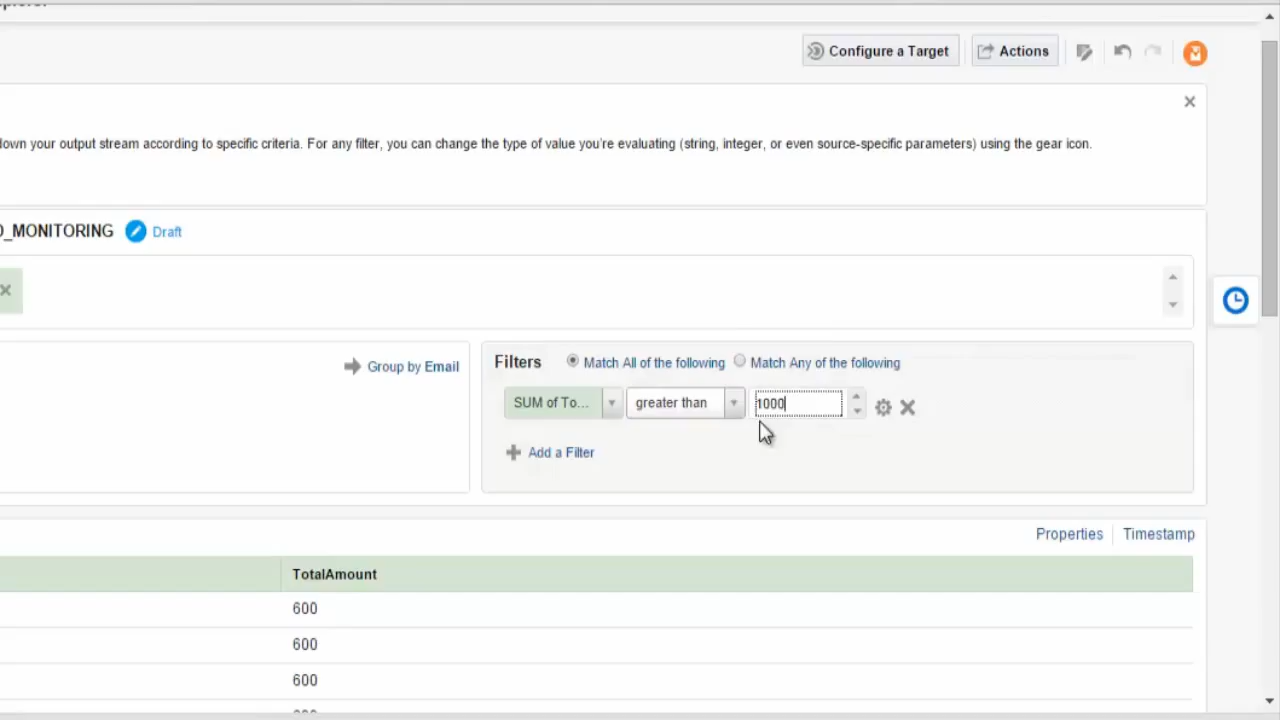 Configure a Target
Actions
down your output stream according to specific criteria. For any filter, you can change the type of value you're evaluating (string, integer, or even source-specific parameters) using the gear icon.
_MONITORING
Draft
Group by Email
Filters
Match All of the following
Match Any of the following
SUM of To...
greater than
1000
Add a Filter
Properties
Timestamp
TotalAmount
600
600
600